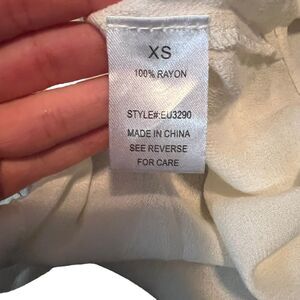 XS
100% RAYON
STYLE#:EU3290
MADE IN CHINA
SEE REVERSE
FOR CARE